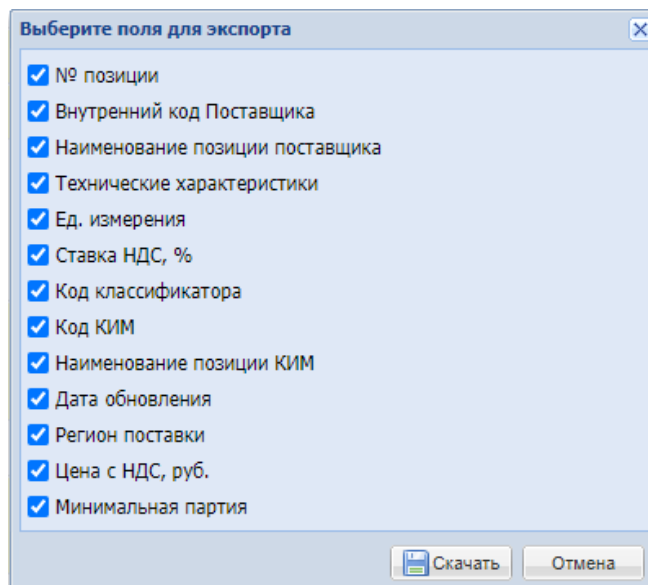 Выберите поля для экспорта
№ позиции
Внутренний код Поставщика
Наименование позиции поставщика
Технические характеристики
Ед. измерения
Ставка НДС, %
Код классификатора
Код КИМ
Наименование позиции КИМ
Дата обновления
Регион поставки
Цена с НДС, руб.
Минимальная партия
Скачать Отмена